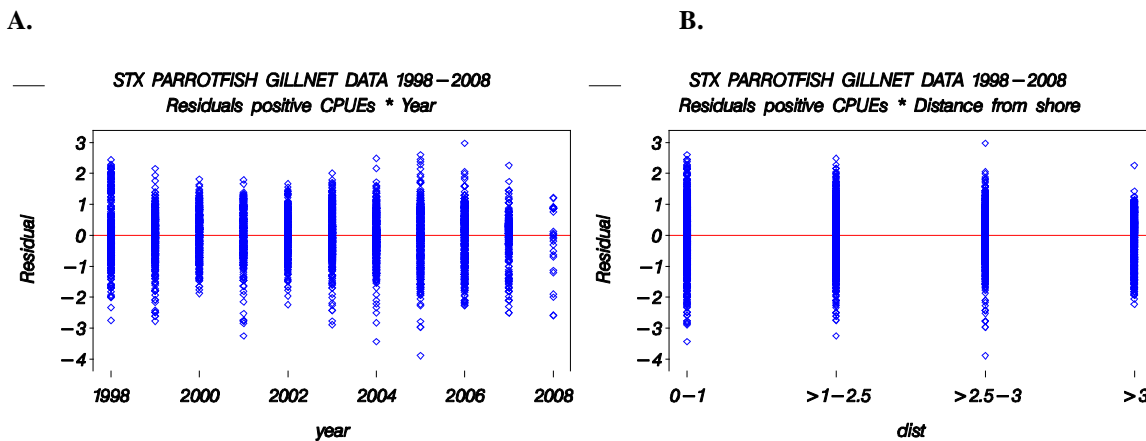 A.
STX PARROTFISH GILLNET DATA 1998−2008
Residuals positive CPUEs * Year
3
2
1
0
−1
−2
−3
−4
Residual
1998
2000
2002
2004
2006
2008
year
B.
STX PARROTFISH GILLNET DATA 1998−2008
Residuals positive CPUEs * Distance from shore
3
2
1
0
−1
−2
−3
−4
Residual
0−1
>1−2.5
>2.5−3
>3
dist